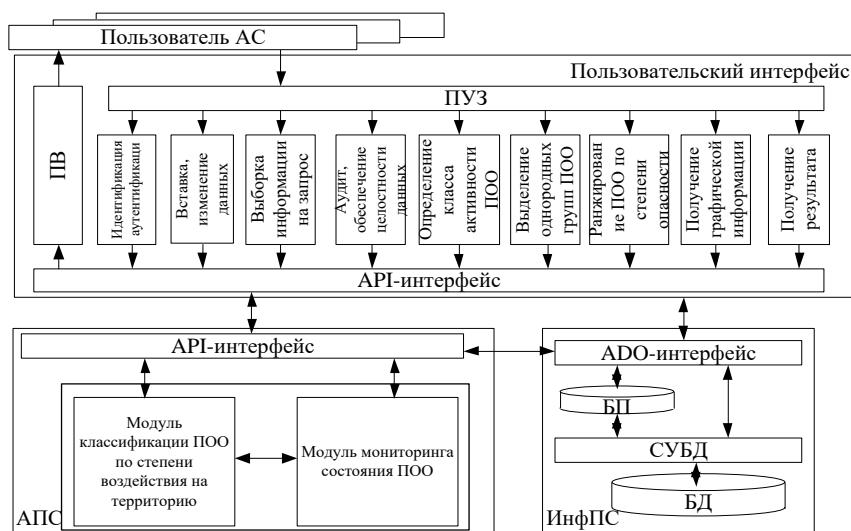 Пользователь АС
Пользовательский интерфейс
ПУЗ
ПВ
Идентификация
аутентификаци
Вставка,
изменение
данных
Выборка
информации
на запрос
Аудит,
обеспечение
целостности
данных
Определение
класса
активности
ПОО
Выделение
однородных
групп ПОО
Ранжирован
ие ПОО по
степени
опасности
Получение
графической
информации
Получение
результата
API-интерфейс
API-интерфейс
Модуль
классификации ПОО
по степени
воздействия на
территорию
Модуль мониторинга
состояния ПОО
АПС
ADO-интерфейс
БП
СУБД
БД
ИнфПС